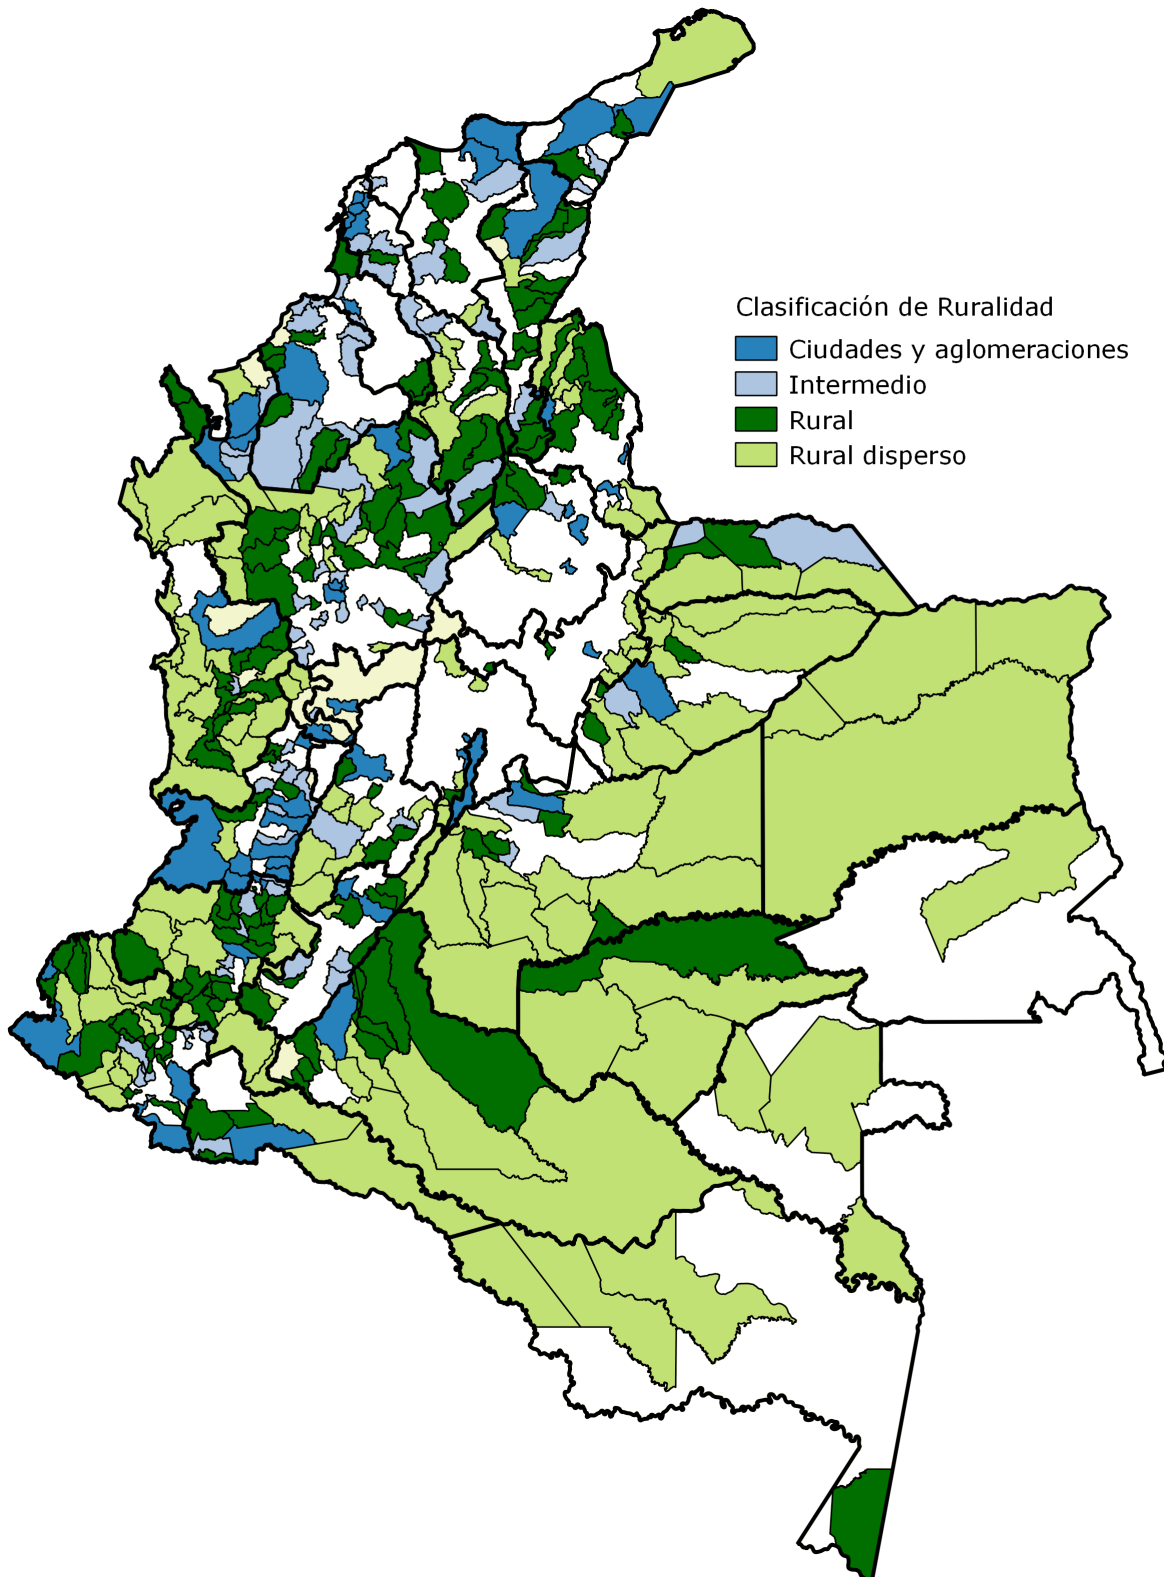 Clasificación de Ruralidad
Ciudades y aglomeraciones
Intermedio
Rural
Rural disperso